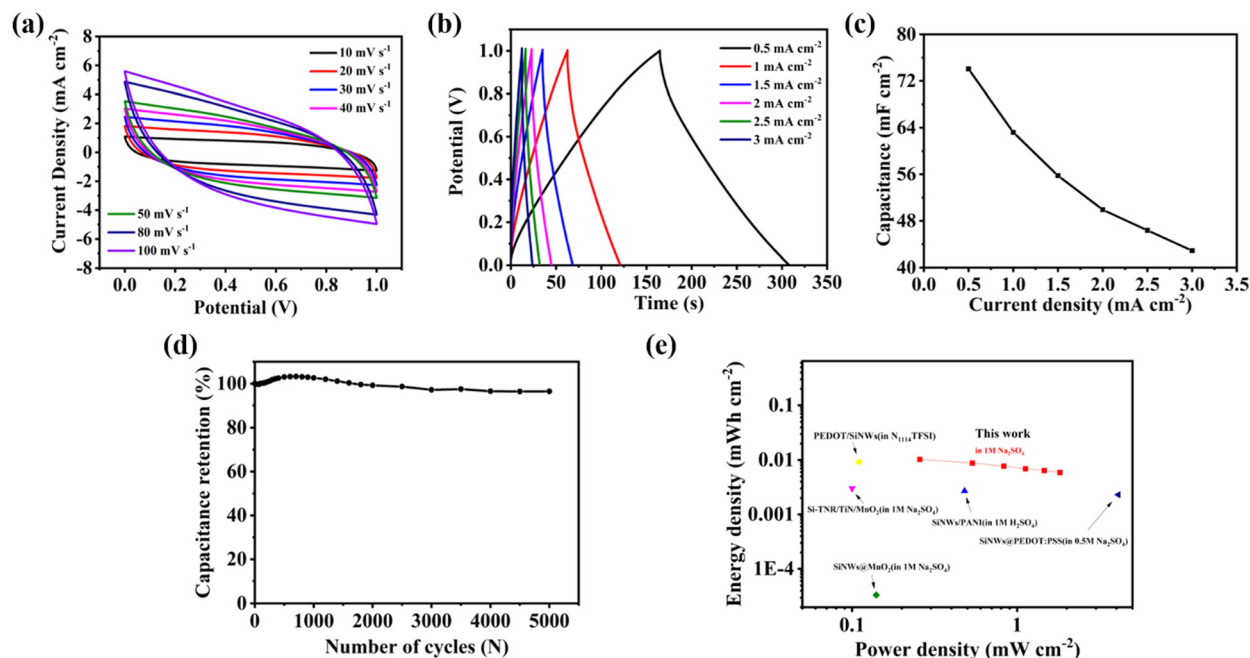 (a)
Current Density (mA cm⁻²)
8
6
4
2
0
-2
-4
-6
-8
10 mV s⁻¹
20 mV s⁻¹
30 mV s⁻¹
40 mV s⁻¹
50 mV s⁻¹
80 mV s⁻¹
100 mV s⁻¹
0.0 0.2 0.4 0.6 0.8 1.0
Potential (V)
(b)
Potential (V)
1.0
0.8
0.6
0.4
0.2
0.0
0.5 mA cm⁻²
1 mA cm⁻²
1.5 mA cm⁻²
2 mA cm⁻²
2.5 mA cm⁻²
3 mA cm⁻²
0 50 100 150 200 250 300 350
Time (s)
(c)
Capacitance (mF cm⁻²)
80
72
64
56
48
40
0.0 0.5 1.0 1.5 2.0 2.5 3.0 3.5
Current density (mA cm⁻²)
(d)
Capacitance retention (%)
100
80
60
40
20
0
0 1000 2000 3000 4000 5000
Number of cycles (N)
(e)
Energy density (mWh cm⁻²)
0.1
0.01
0.001
1E-4
PEDOT/SiNWs(in N₁₁₁₄TFSI)
This work
in 1M Na₂SO₄
Si-TNR/TiN/MnO₂(in 1M Na₂SO₄)
SiNWs/PANI(in 1M H₂SO₄)
SiNWs@PEDOT:PSS(in 0.5M Na₂SO₄)
SiNWs@MnO₂(in 1M Na₂SO₄)
0.1 1
Power density (mW cm⁻²)